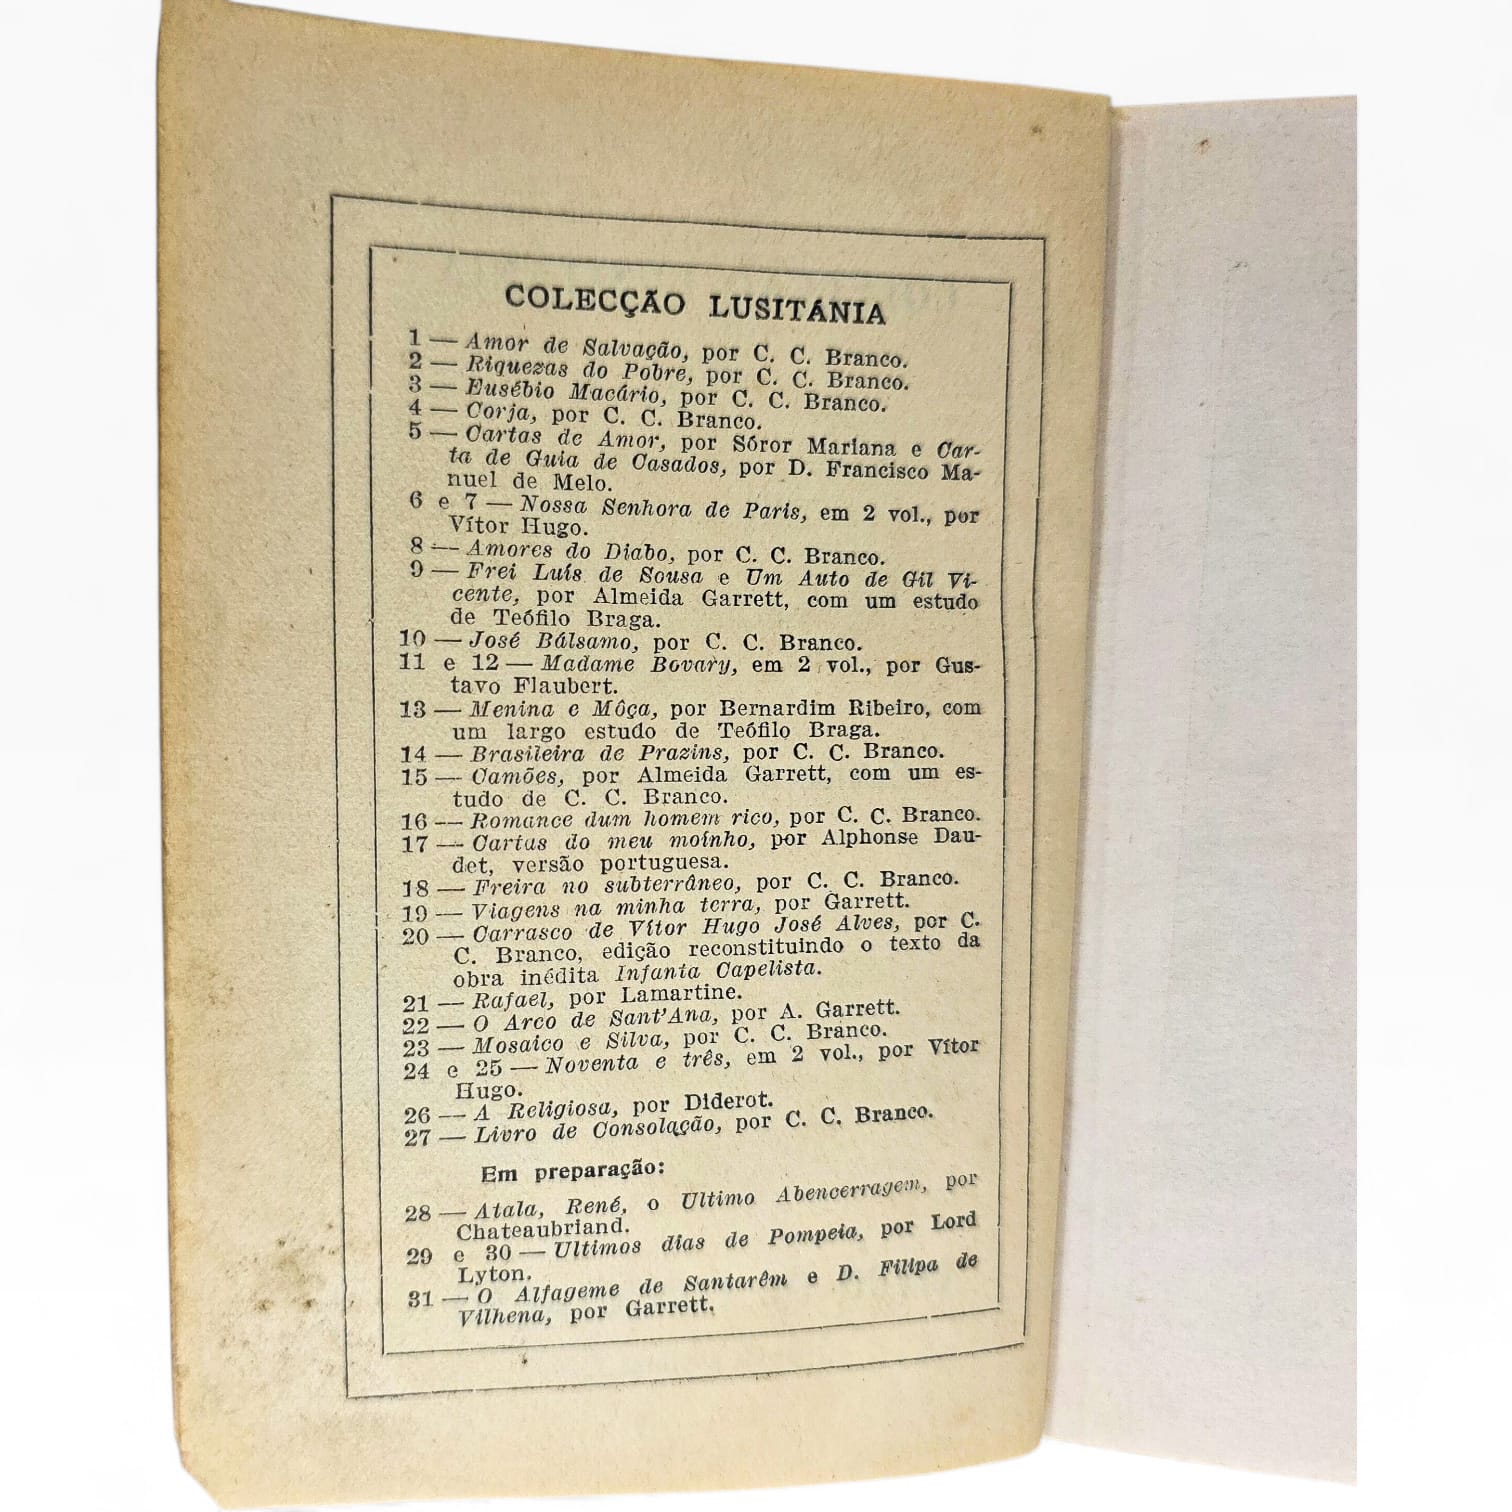 COLECÇÃO LUSITÁNIA
1 — Amor de Salvação, por C. C. Branco.
2 — Riquezas do Pobre, por C. C. Branco.
3 — Eusébio Macário, por C. C. Branco.
4 — Corja, por C. C. Branco.
5 — Cartas de Amor, por Sóror Mariana e Car-
ta de Guia de Casados, por D. Francisco Ma-
nuel de Melo.
6 e 7 — Nossa Senhora de Paris, em 2 vol., por
Vítor Hugo.
8 — Amores do Diabo, por C. C. Branco.
9 — Frei Luís de Sousa e Um Auto de Gil Vi-
cente, por Almeida Garrett, com um estudo
de Teófilo Braga.
10 — José Bálsamo, por C. C. Branco.
11 e 12 — Madame Bovary, em 2 vol., por Gus-
tavo Flaubert.
13 — Menina e Môça, por Bernardim Ribeiro, com
um largo estudo de Teófilo Braga.
14 — Brasileira de Prazins, por C. C. Branco.
15 — Camões, por Almeida Garrett, com um es-
tudo de C. C. Branco.
16 — Romance dum homem rico, por C. C. Branco.
17 — Cartas do meu moínho, por Alphonse Dau-
det, versão portuguesa.
18 — Freira no subterrâneo, por C. C. Branco.
19 — Viagens na minha terra, por Garrett.
20 — Carrasco de Vítor Hugo José Alves, por C.
C. Branco, edição reconstituindo o texto da
obra inédita Infanta Capelista.
21 — Rafael, por Lamartine.
22 — O Arco de Sant'Ana, por A. Garrett.
23 — Mosaico e Silva, por C. C. Branco.
24 e 25 — Noventa e três, em 2 vol., por Vítor
Hugo.
26 — A Religiosa, por Diderot.
27 — Livro de Consolação, por C. C. Branco.
Em preparação:
28 — Atala, René, o Ultimo Abencerragem, por
Chateaubriand.
29 e 30 — Ultimos dias de Pompeia, por Lord
Lyton.
31 — O Alfageme de Santarêm e D. Filipa de
Vilhena, por Garrett.